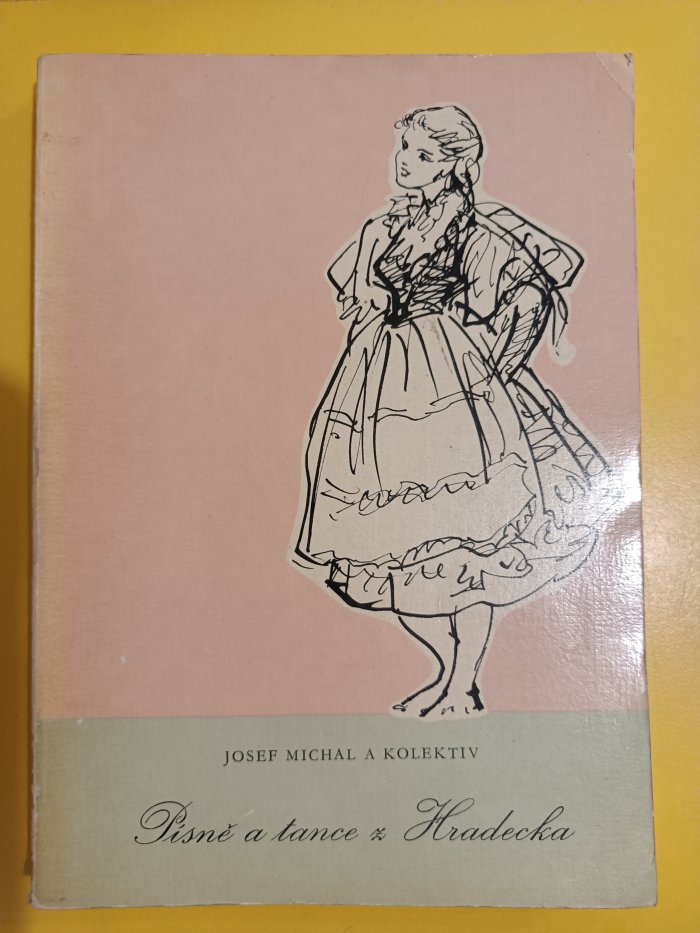 JOSEF MICHAL A KOLEKTIV
Písně a tance z Hradecka